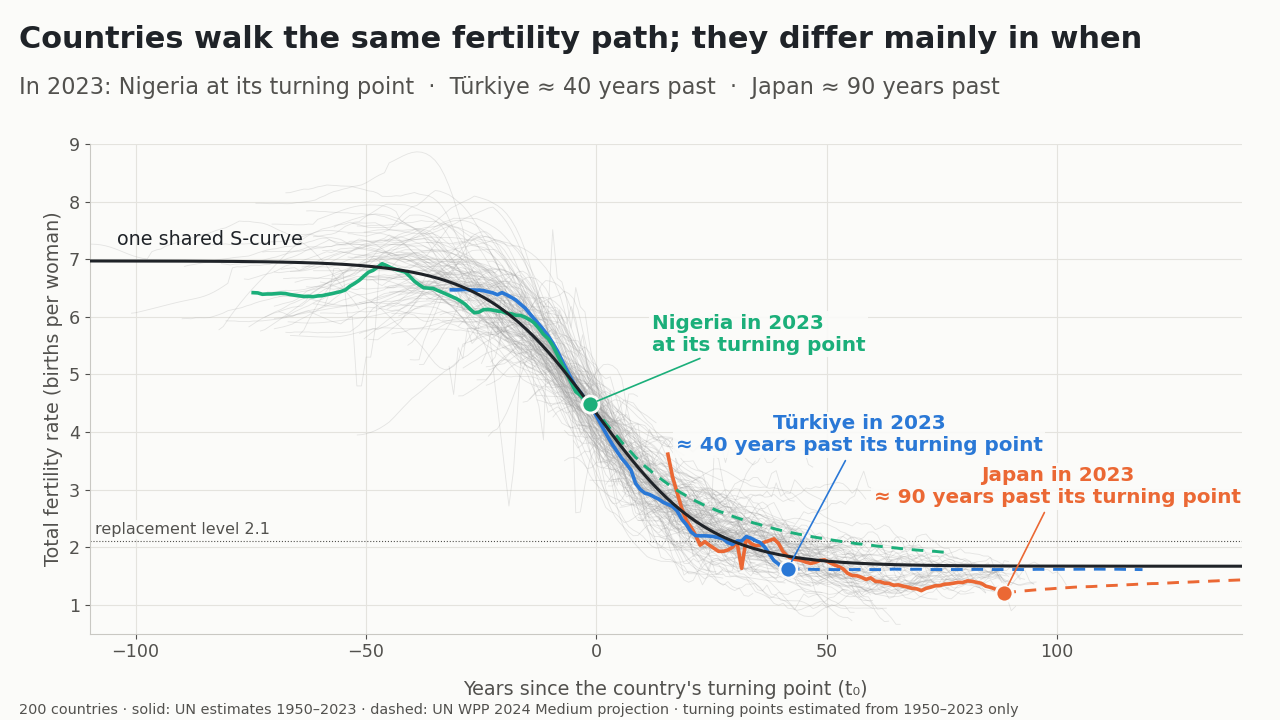 Countries walk the same fertility path; they differ mainly in when
In 2023: Nigeria at its turning point · Türkiye ≈ 40 years past · Japan ≈ 90 years past
Total fertility rate (births per woman)
9
8
7
6
5
4
3
2
1
one shared S-curve
Nigeria in 2023
at its turning point
Türkiye in 2023
≈ 40 years past its turning point
Japan in 2023
≈ 90 years past its turning point
replacement level 2.1
−100
−50
0
50
100
Years since the country's turning point (t₀)
200 countries · solid: UN estimates 1950–2023 · dashed: UN WPP 2024 Medium projection · turning points estimated from 1950–2023 only